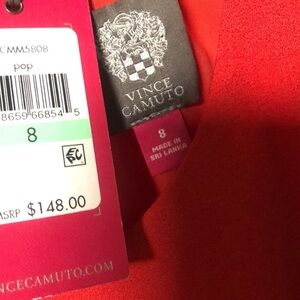 CMM5808
pop
8659 66854 5
8
MSRP $148.00
VINCECAMUTO.COM
VINCE
CAMUTO
8
MADE IN
SRI LANKA